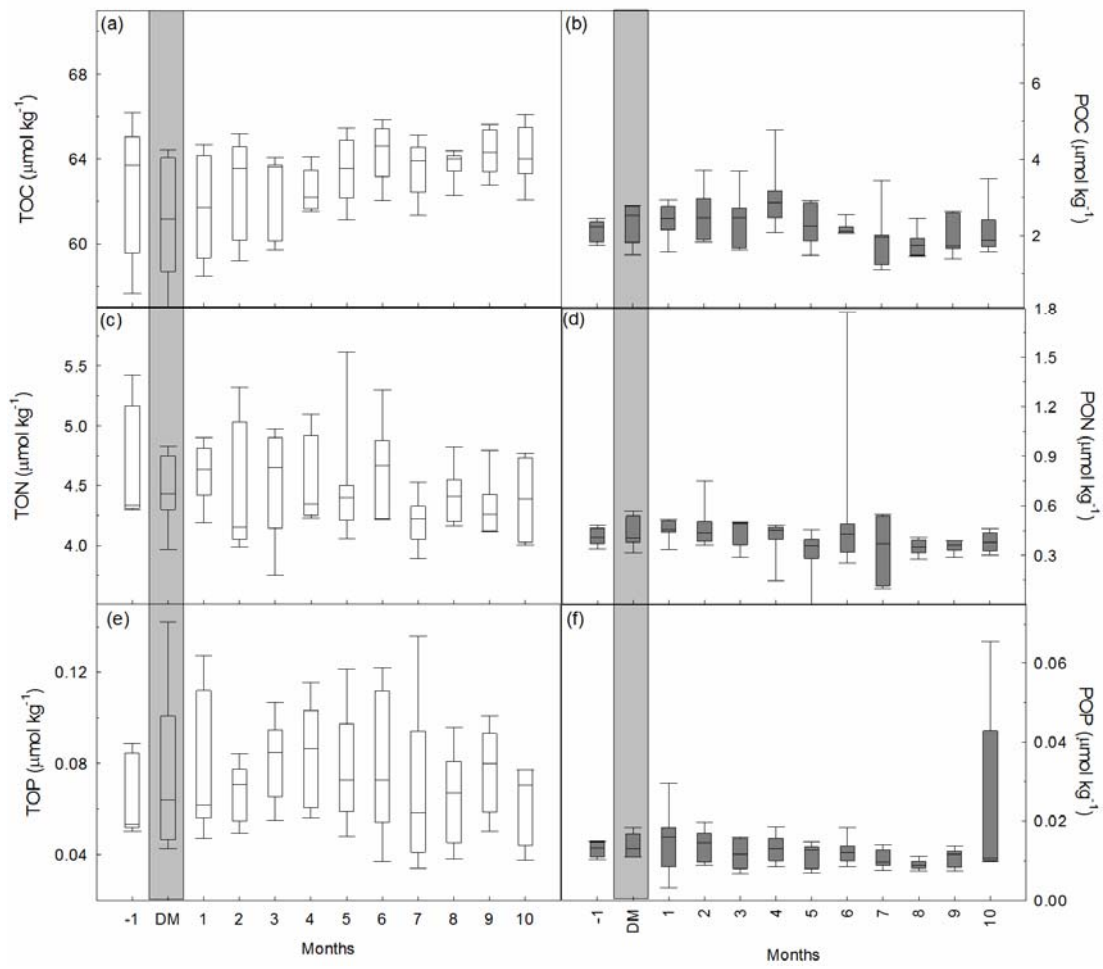 (a)
(b)
68
64
60
TOC (µmol kg-1)
6
4
2
POC (µmol kg-1)
(c)
(d)
5.5
5.0
4.5
4.0
TON (µmol kg-1)
1.8
1.8
1.5
1.2
0.9
0.6
0.3
PON (µmol kg-1)
(e)
(f)
0.12
0.08
0.04
TOP (µmol kg-1)
0.06
0.04
0.02
0.00
POP (µmol kg-1)
-1 DM 1 2 3 4 5 6 7 8 9 10
Months
-1 DM 1 2 3 4 5 6 7 8 9 10
Months